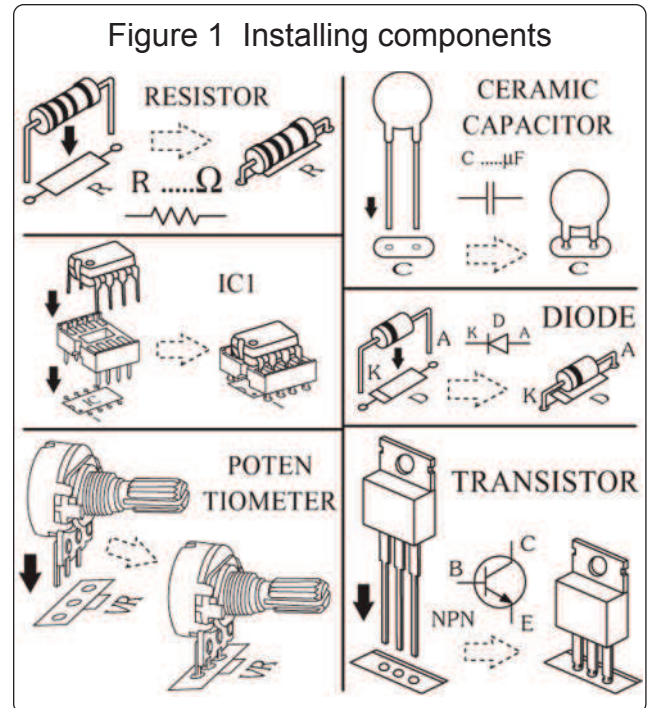 Figure 1 Installing components
RESISTOR
R
R
R .....Ω
CERAMIC
CAPACITOR
C .....µF
C
C
IC1
IC
DIODE
D
K A
A
K
D
A
K
D
POTEN
TIOMETER
VR
VR
TRANSISTOR
C
B
E
NPN